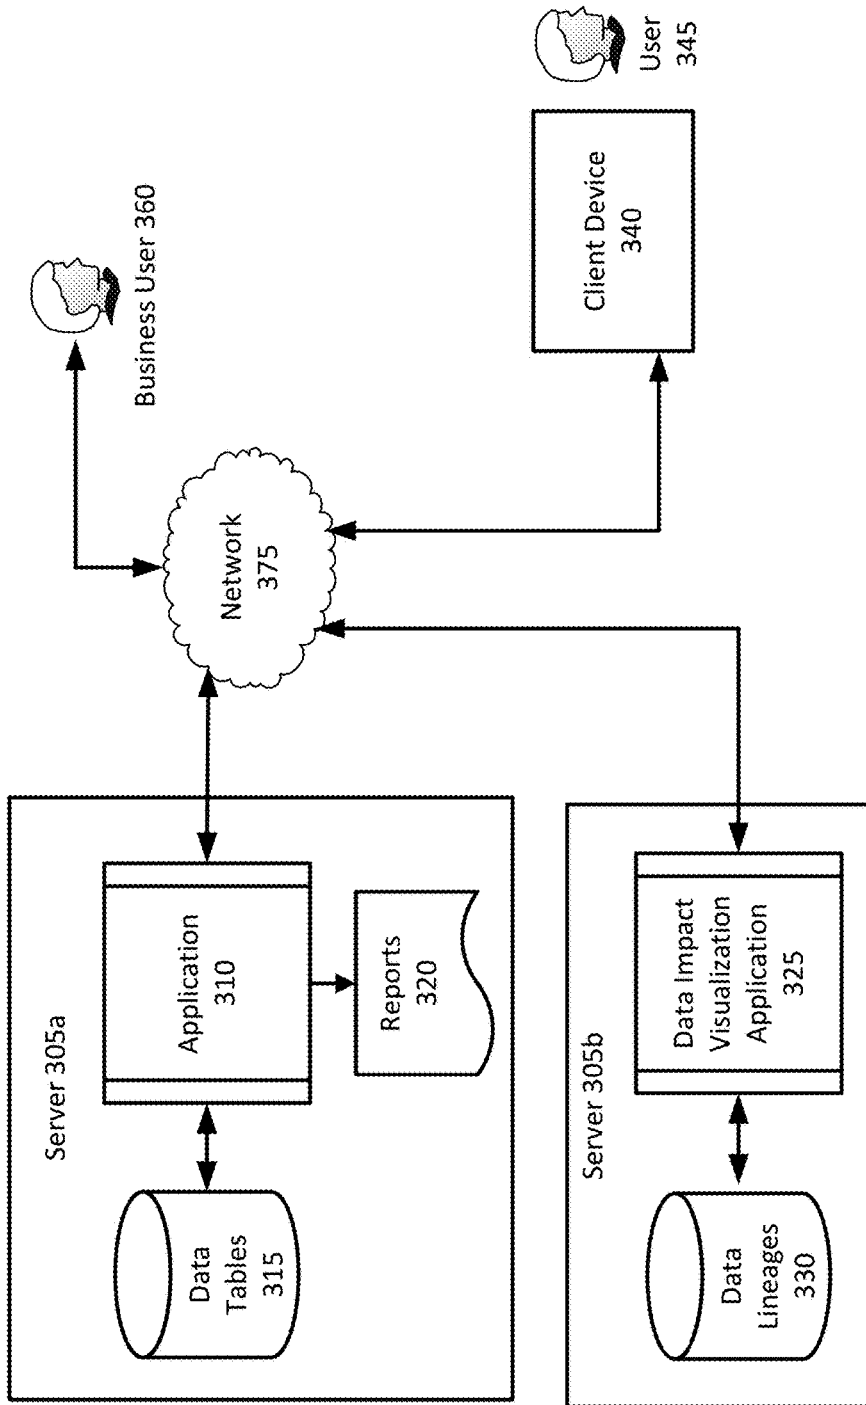 Server 305a
Data
Tables
315
Application
310
Reports
320
Network
375
Business User 360
Server 305b
Data
Lineages
330
Data Impact
Visualization
Application
325
Client Device
340
User
345